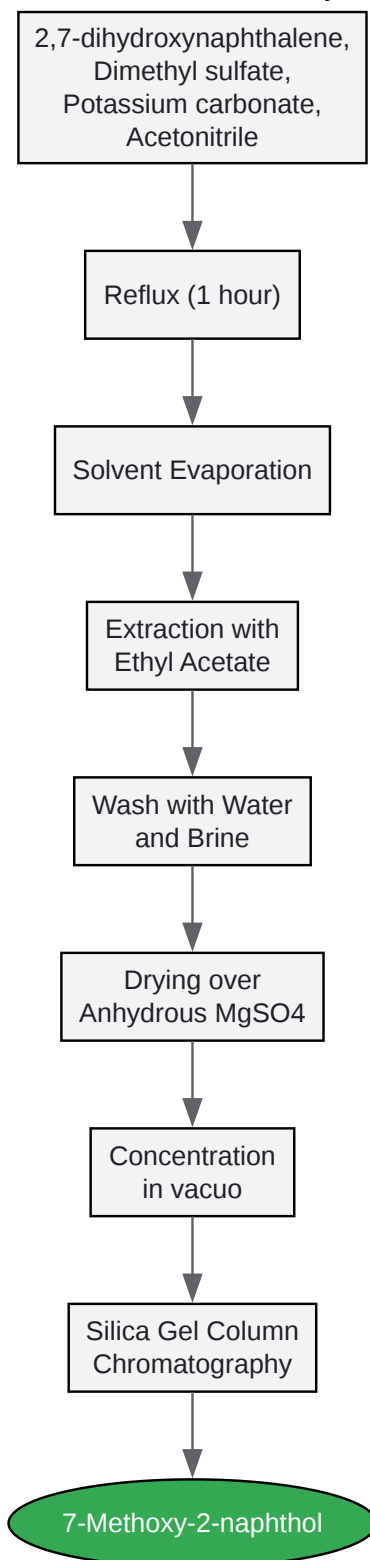 2,7-dihydroxynaphthalene,
Dimethyl sulfate,
Potassium carbonate,
Acetonitrile
Reflux (1 hour)
Solvent Evaporation
Extraction with
Ethyl Acetate
Wash with Water
and Brine
Drying over
Anhydrous MgSO4
Concentration
in vacuo
Silica Gel Column
Chromatography
7-Methoxy-2-naphthol